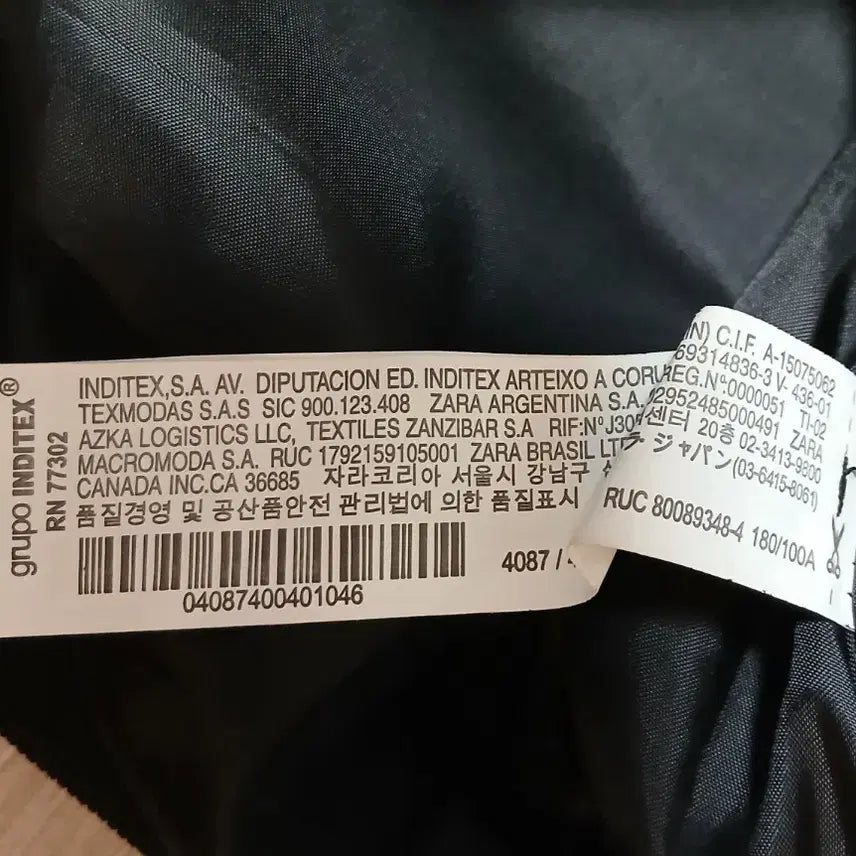 grupo INDITEX®
RN 77302
INDITEX,S.A. AV. DIPUTACION ED. INDITEX ARTEIXO A CORU
TEXMODAS S.A.S SIC 900.123.408 ZARA ARGENTINA S.A.
AZKA LOGISTICS LLC, TEXTILES ZANZIBAR S.A RIF:NºJ30
MACROMODA S.A. RUC 1792159105001 ZARA BRASIL LT
CANADA INC.CA 36685 자라코리아 서울시 강남구
품질경영 및 공산품안전 관리법에 의한 품질표시
04087400401046
4087 /
IN) C.I.F. A-15075062
69314836-3 V- 436-01
REG.Nº0000051 TI-02
02952485000491 ZARA
센터 20층 02-3413-9800
ジャパン(03-6415-8061)
RUC 80089348-4 180/100A